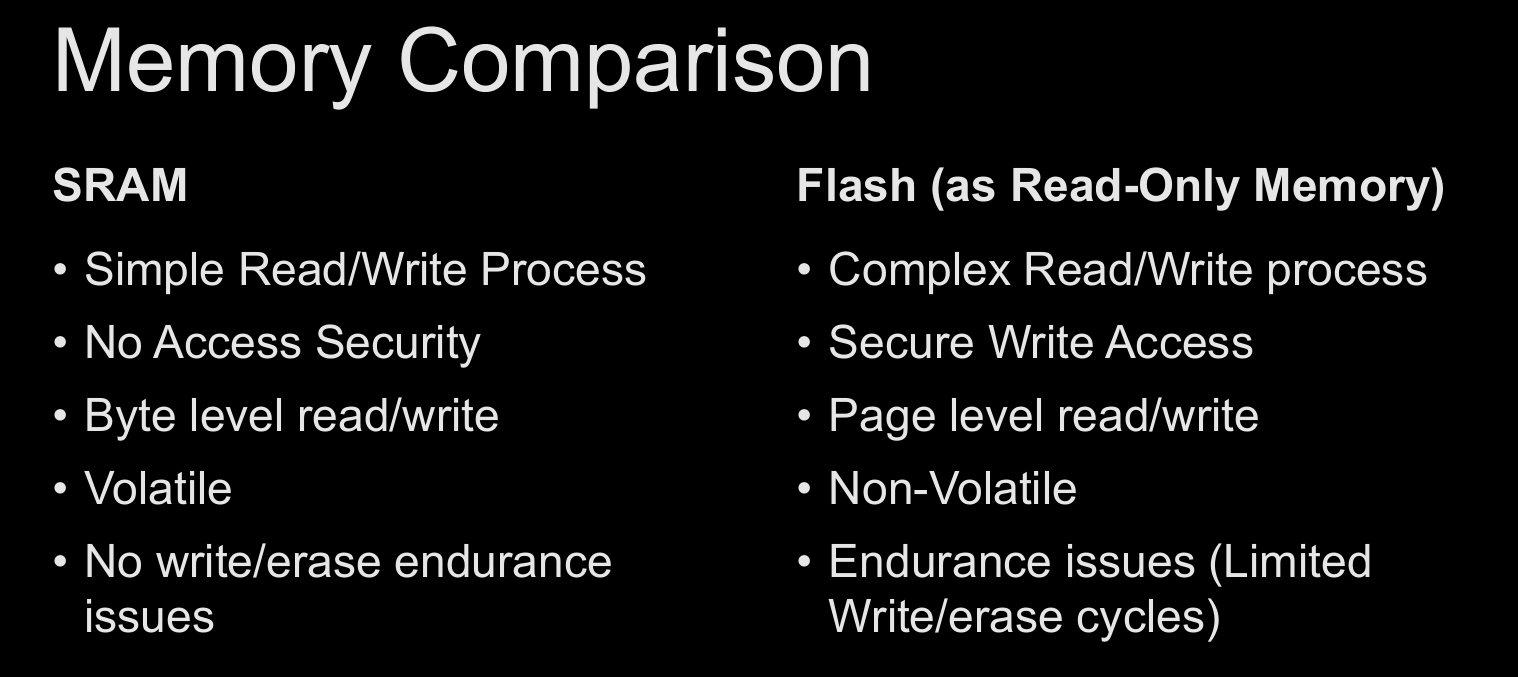 Memory Comparison
SRAM
• Simple Read/Write Process
• No Access Security
• Byte level read/write
• Volatile
• No write/erase endurance
issues
Flash (as Read-Only Memory)
• Complex Read/Write process
• Secure Write Access
• Page level read/write
• Non-Volatile
• Endurance issues (Limited
Write/erase cycles)